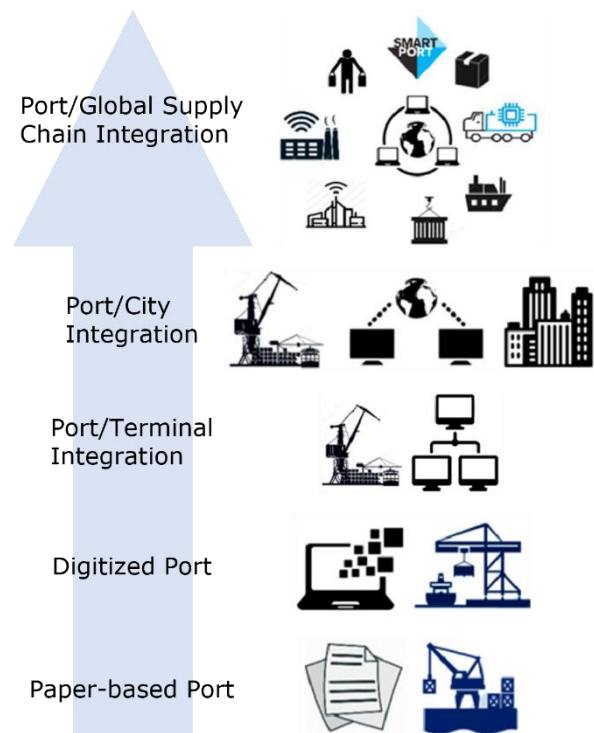 SMART
PORT
Port/Global Supply
Chain Integration
Port/City
Integration
Port/Terminal
Integration
Digitized Port
Paper-based Port